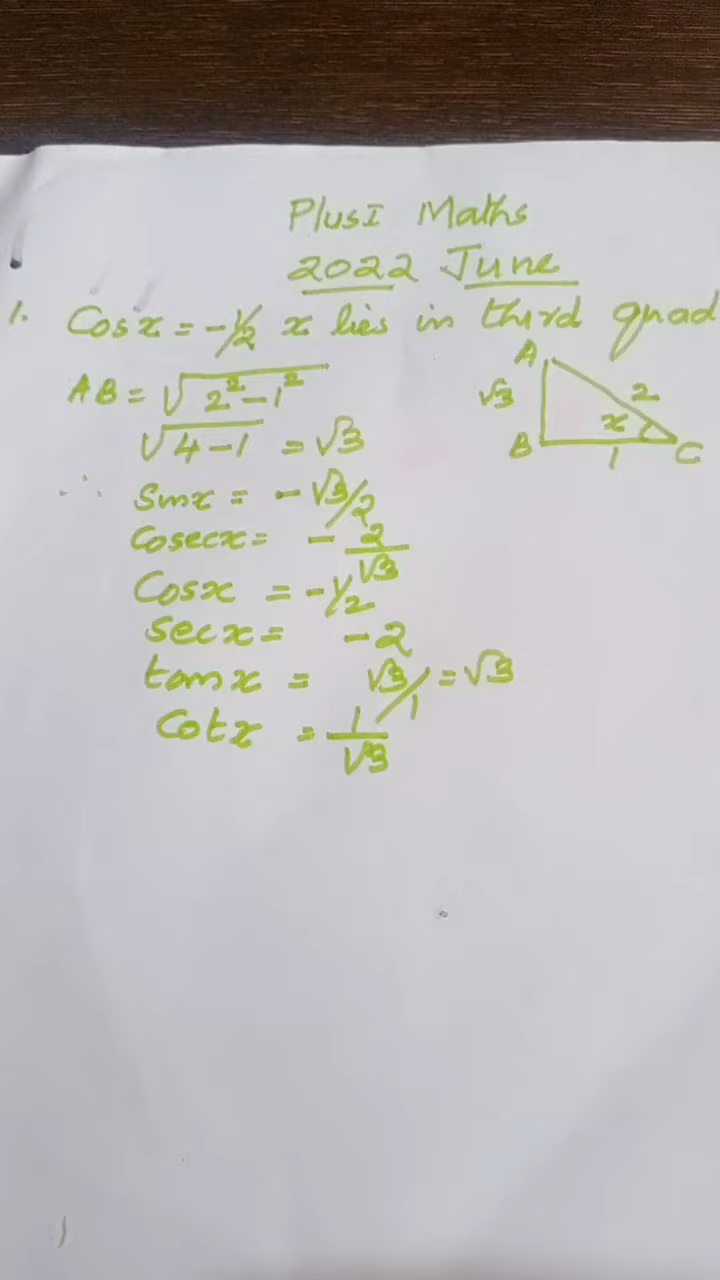 Plus I Maths
2022 June
1. Cos x = -1/2 x lies in third quad
AB = √2² - 1²
√4-1 = √3
∴ Sin x = -√3/2
Cosec x = -2/√3
Cos x = -1/2
sec x = -2
tan x = √3/1 = √3
Cot x = 1/√3
A
√3
2
x
B
1
C